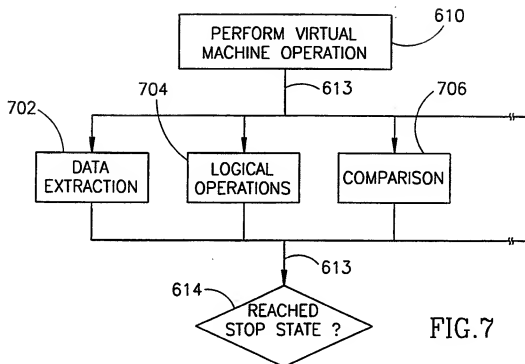 610
PERFORM VIRTUAL
MACHINE OPERATION
613
702
704
706
DATA
EXTRACTION
LOGICAL
OPERATIONS
COMPARISON
613
614
REACHED
STOP STATE ?
FIG.7